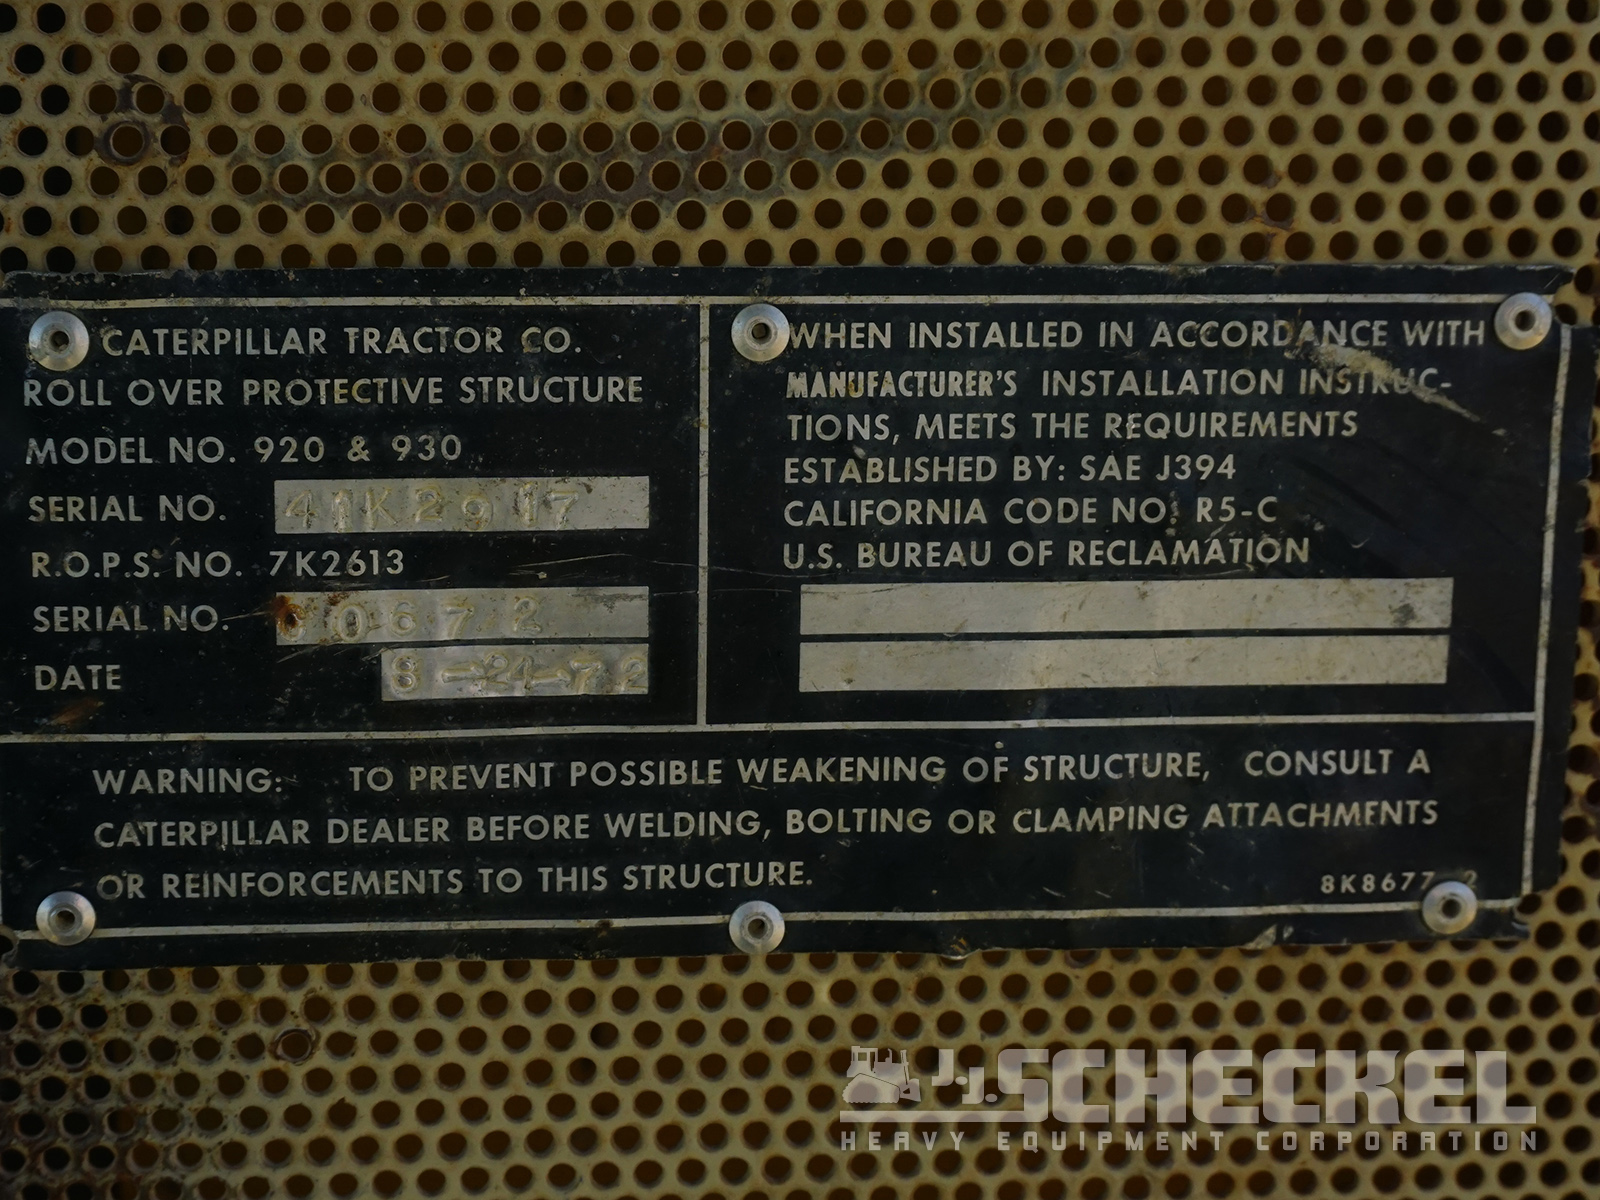 CATERPILLAR TRACTOR CO.
ROLL OVER PROTECTIVE STRUCTURE
MODEL NO. 920 & 930
SERIAL NO. 41K2917
R.O.P.S. NO. 7K2613
SERIAL NO. 00672
DATE 8-21-72
WHEN INSTALLED IN ACCORDANCE WITH
MANUFACTURER'S INSTALLATION INSTRUC-
TIONS, MEETS THE REQUIREMENTS
ESTABLISHED BY: SAE J394
CALIFORNIA CODE NO. R5-C
U.S. BUREAU OF RECLAMATION
WARNING: TO PREVENT POSSIBLE WEAKENING OF STRUCTURE, CONSULT A
CATERPILLAR DEALER BEFORE WELDING, BOLTING OR CLAMPING ATTACHMENTS
OR REINFORCEMENTS TO THIS STRUCTURE.
8K8677 2
J.J. SCHECKEL
HEAVY EQUIPMENT CORPORATION